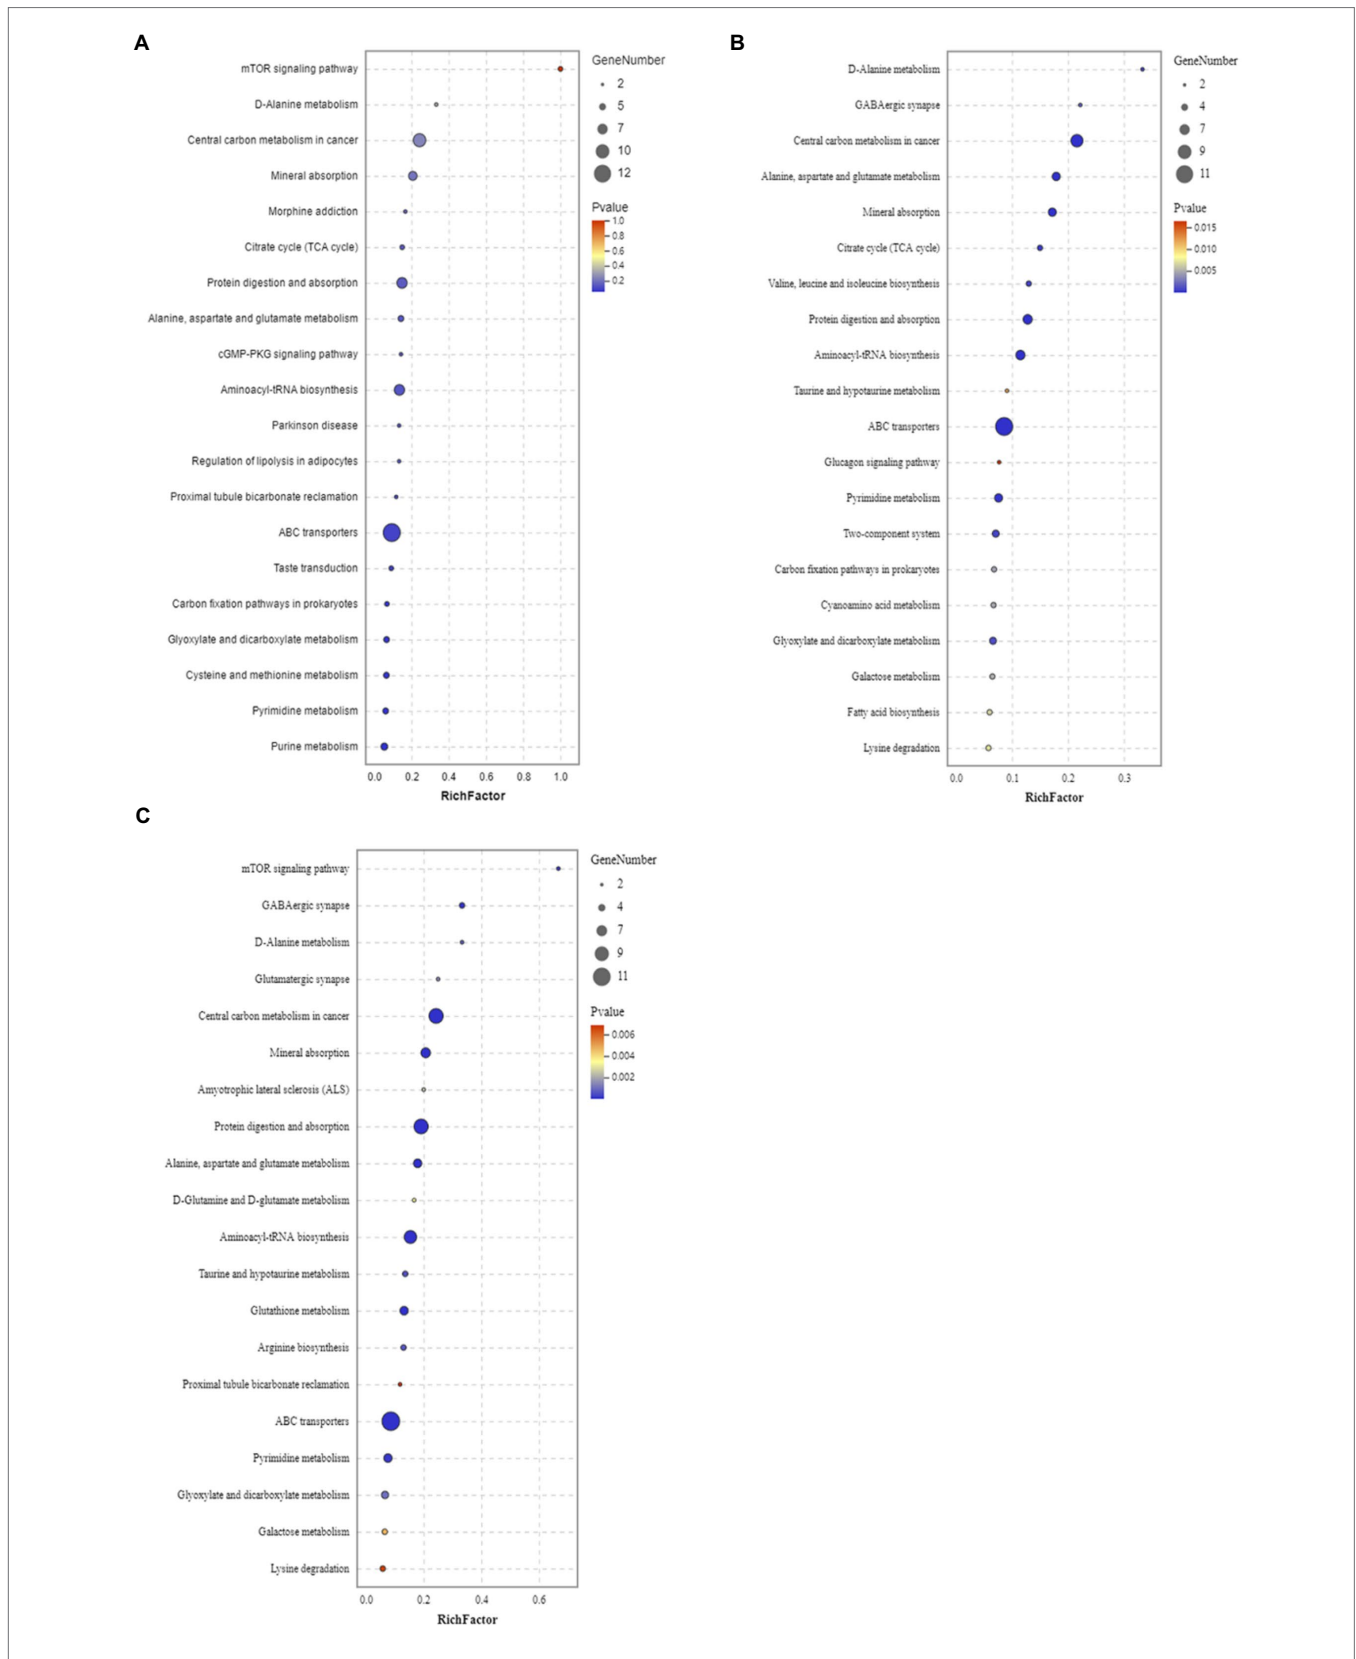 A
mTOR signaling pathway
D-Alanine metabolism
Central carbon metabolism in cancer
Mineral absorption
Morphine addiction
Citrate cycle (TCA cycle)
Protein digestion and absorption
Alanine, aspartate and glutamate metabolism
cGMP-PKG signaling pathway
Aminoacyl-tRNA biosynthesis
Parkinson disease
Regulation of lipolysis in adipocytes
Proximal tubule bicarbonate reclamation
ABC transporters
Taste transduction
Carbon fixation pathways in prokaryotes
Glyoxylate and dicarboxylate metabolism
Cysteine and methionine metabolism
Pyrimidine metabolism
Purine metabolism
0.0 0.2 0.4 0.6 0.8 1.0
RichFactor
GeneNumber
2
5
7
10
12
Pvalue
1.0
0.8
0.6
0.4
0.2
B
D-Alanine metabolism
GABAergic synapse
Central carbon metabolism in cancer
Alanine, aspartate and glutamate metabolism
Mineral absorption
Citrate cycle (TCA cycle)
Valine, leucine and isoleucine biosynthesis
Protein digestion and absorption
Aminoacyl-tRNA biosynthesis
Taurine and hypotaurine metabolism
ABC transporters
Glucagon signaling pathway
Pyrimidine metabolism
Two-component system
Carbon fixation pathways in prokaryotes
Cyanoamino acid metabolism
Glyoxylate and dicarboxylate metabolism
Galactose metabolism
Fatty acid biosynthesis
Lysine degradation
0.0 0.1 0.2 0.3
RichFactor
GeneNumber
2
4
7
9
11
Pvalue
0.015
0.010
0.005
C
mTOR signaling pathway
GABAergic synapse
D-Alanine metabolism
Glutamatergic synapse
Central carbon metabolism in cancer
Mineral absorption
Amyotrophic lateral sclerosis (ALS)
Protein digestion and absorption
Alanine, aspartate and glutamate metabolism
D-Glutamine and D-glutamate metabolism
Aminoacyl-tRNA biosynthesis
Taurine and hypotaurine metabolism
Glutathione metabolism
Arginine biosynthesis
Proximal tubule bicarbonate reclamation
ABC transporters
Pyrimidine metabolism
Glyoxylate and dicarboxylate metabolism
Galactose metabolism
Lysine degradation
0.0 0.2 0.4 0.6
RichFactor
GeneNumber
2
4
7
9
11
Pvalue
0.006
0.004
0.002